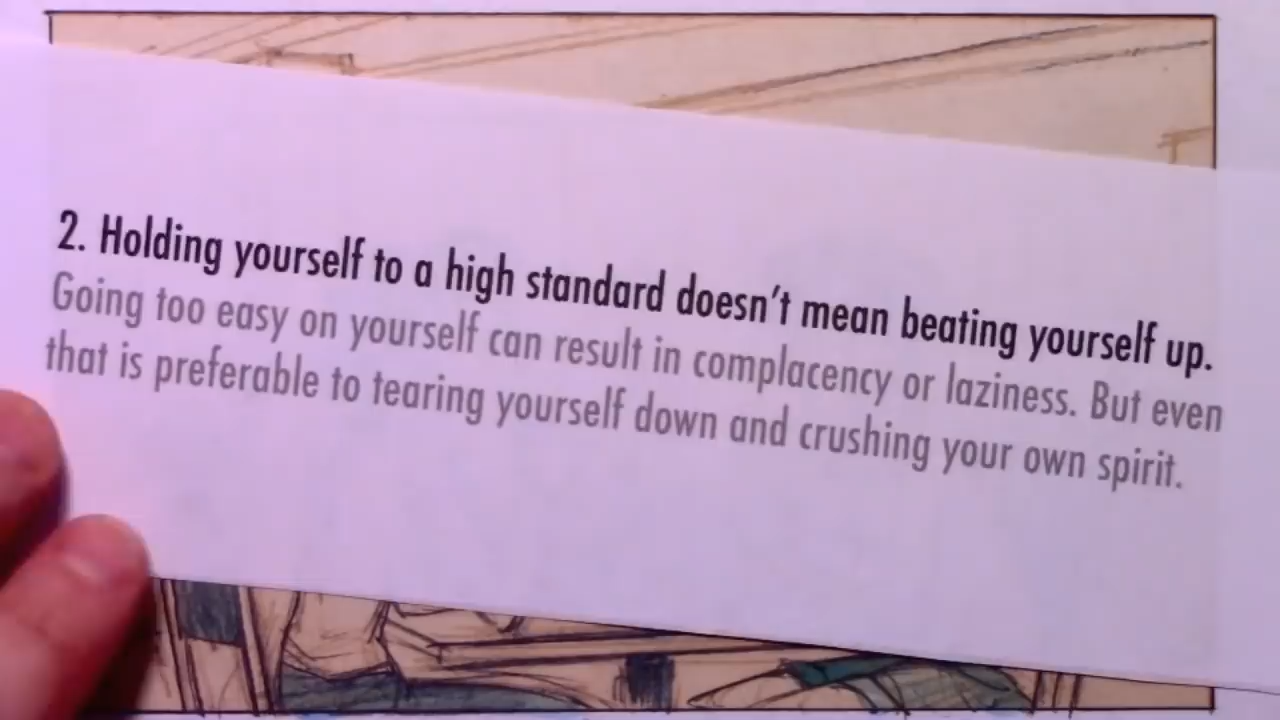 2. Holding yourself to a high standard doesn't mean beating yourself up.
Going too easy on yourself can result in complacency or laziness. But even
that is preferable to tearing yourself down and crushing your own spirit.